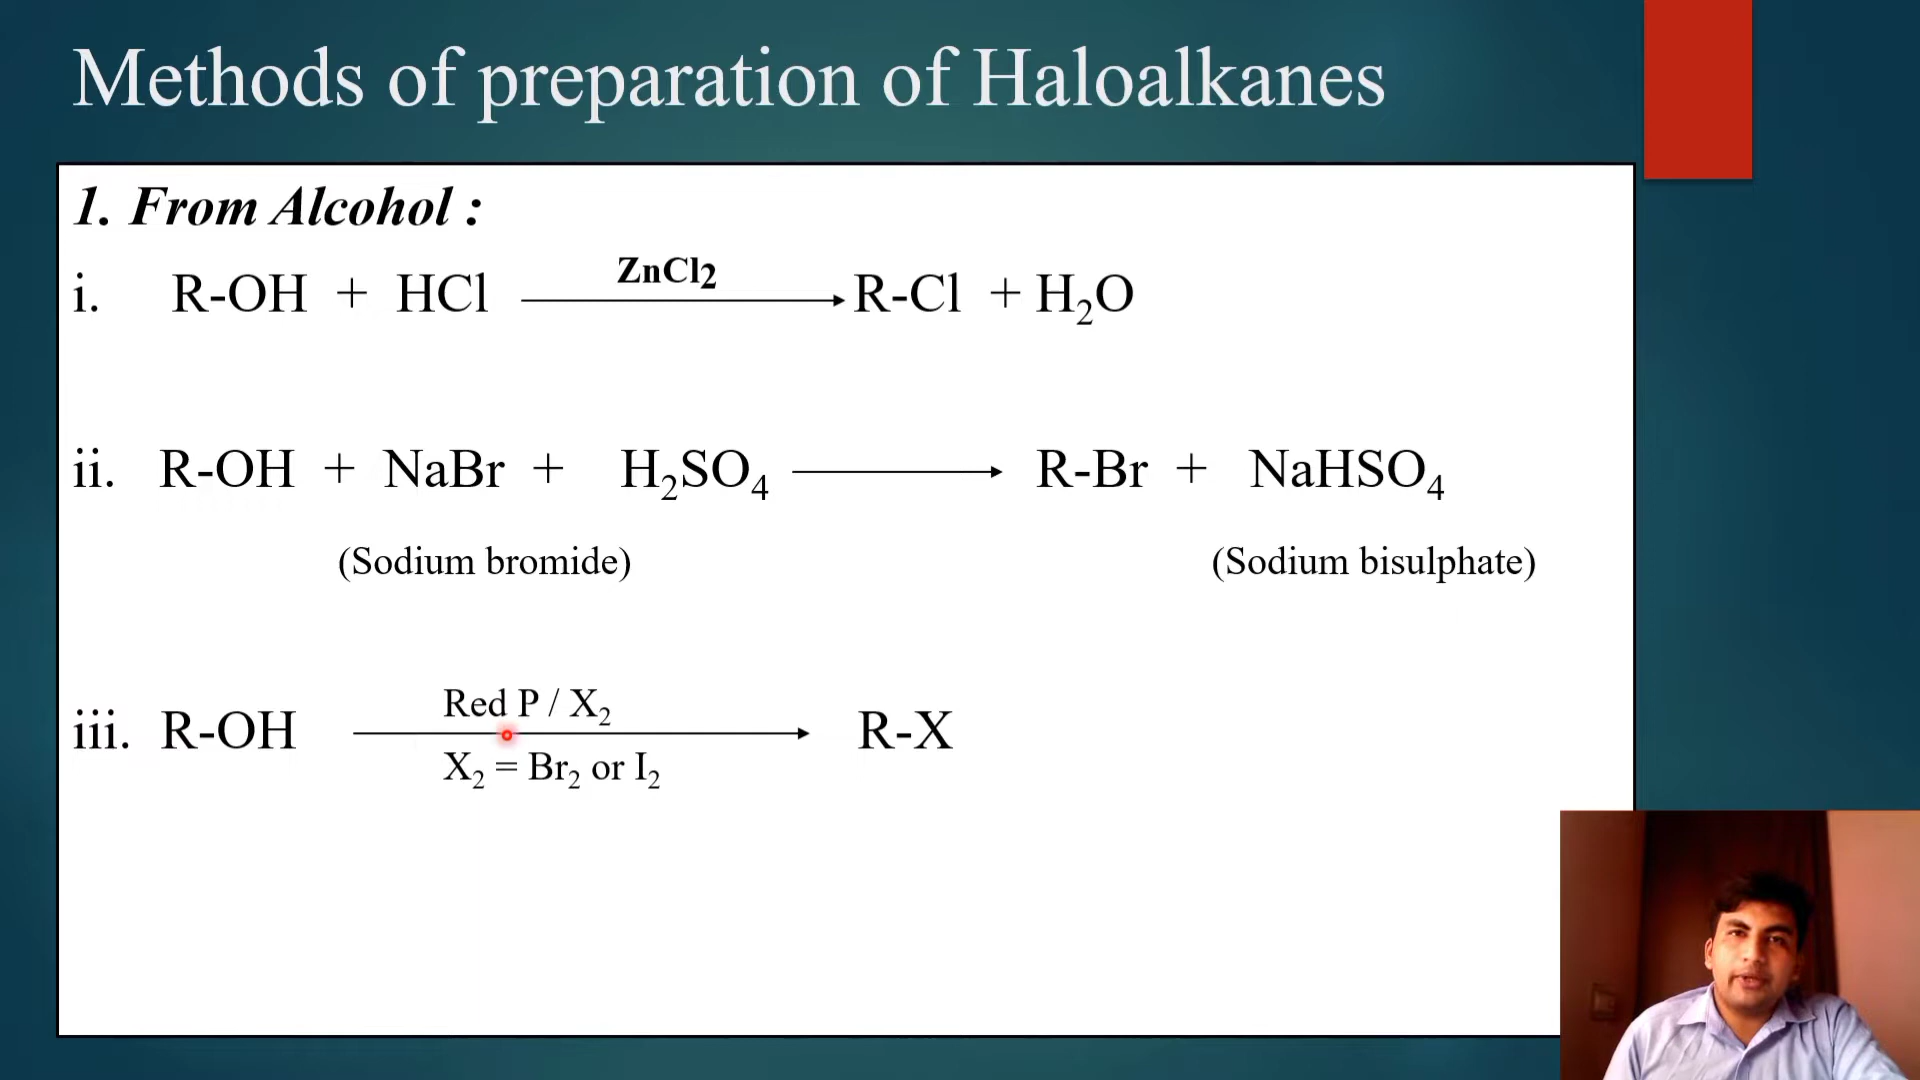 Methods of preparation of Haloalkanes
1. From Alcohol :
ZnCl2
i. R-OH + HCl R-Cl + H₂O
ii. R-OH + NaBr + H₂SO₄ R-Br + NaHSO₄
(Sodium bromide) (Sodium bisulphate)
Red P / X₂
iii. R-OH R-X
X₂ = Br₂ or I₂